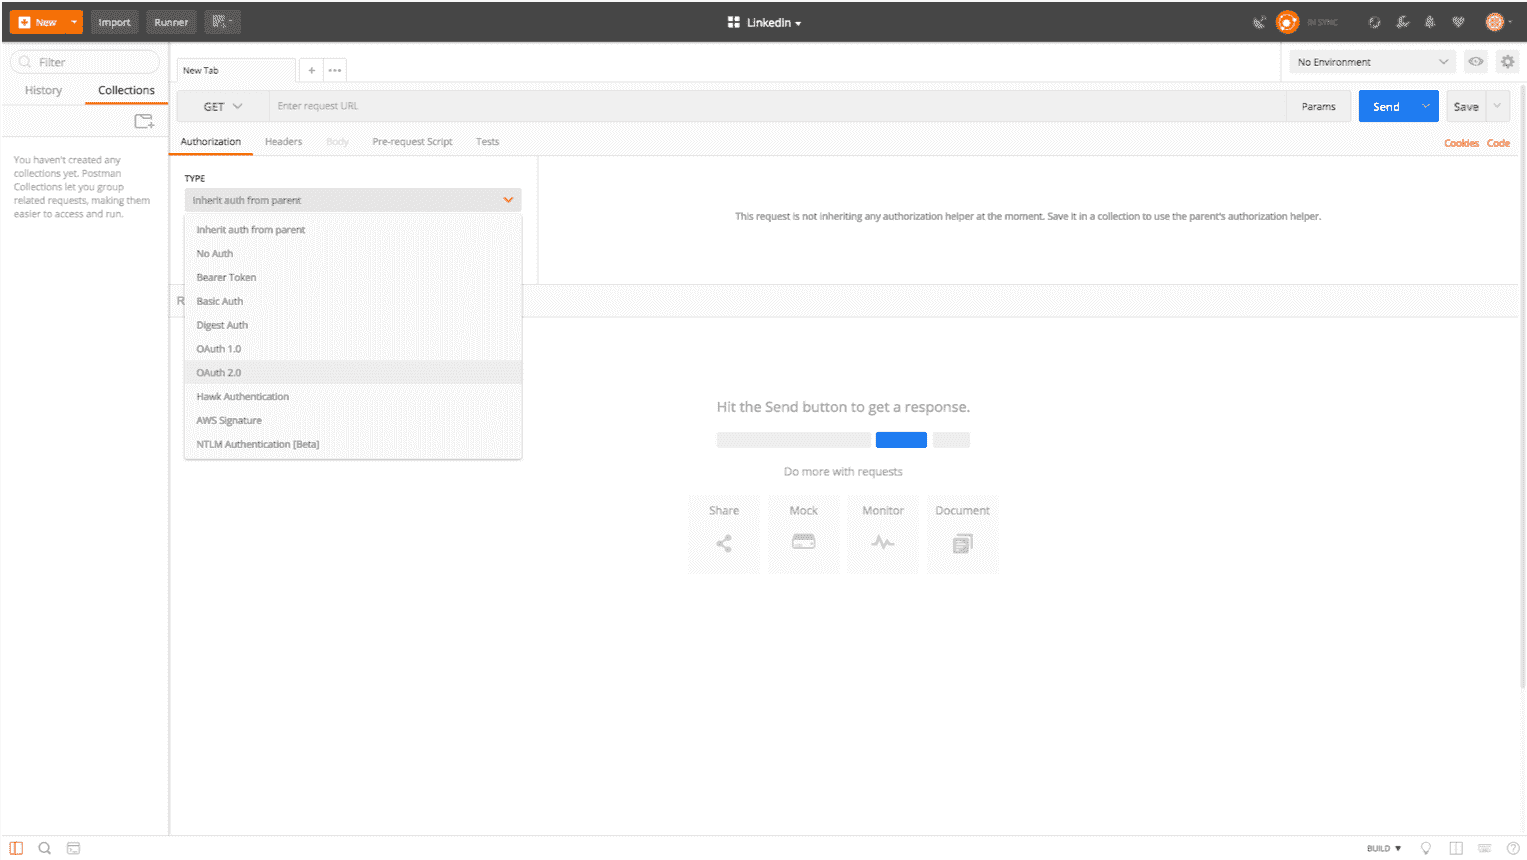 New
Import
Runner
LinkedIn
IN SYNC
Filter
History
Collections
You haven't created any
collections yet. Postman
Collections let you group
related requests, making them
easier to access and run.
New Tab
No Environment
GET
Enter request URL
Params
Send
Save
Authorization
Headers
Body
Pre-request Script
Tests
Cookies
Code
TYPE
Inherit auth from parent
Inherit auth from parent
No Auth
Bearer Token
Basic Auth
Digest Auth
OAuth 1.0
OAuth 2.0
Hawk Authentication
AWS Signature
NTLM Authentication [Beta]
This request is not inheriting any authorization helper at the moment. Save it in a collection to use the parent's authorization helper.
R
Hit the Send button to get a response.
Do more with requests
Share
Mock
Monitor
Document
BUILD